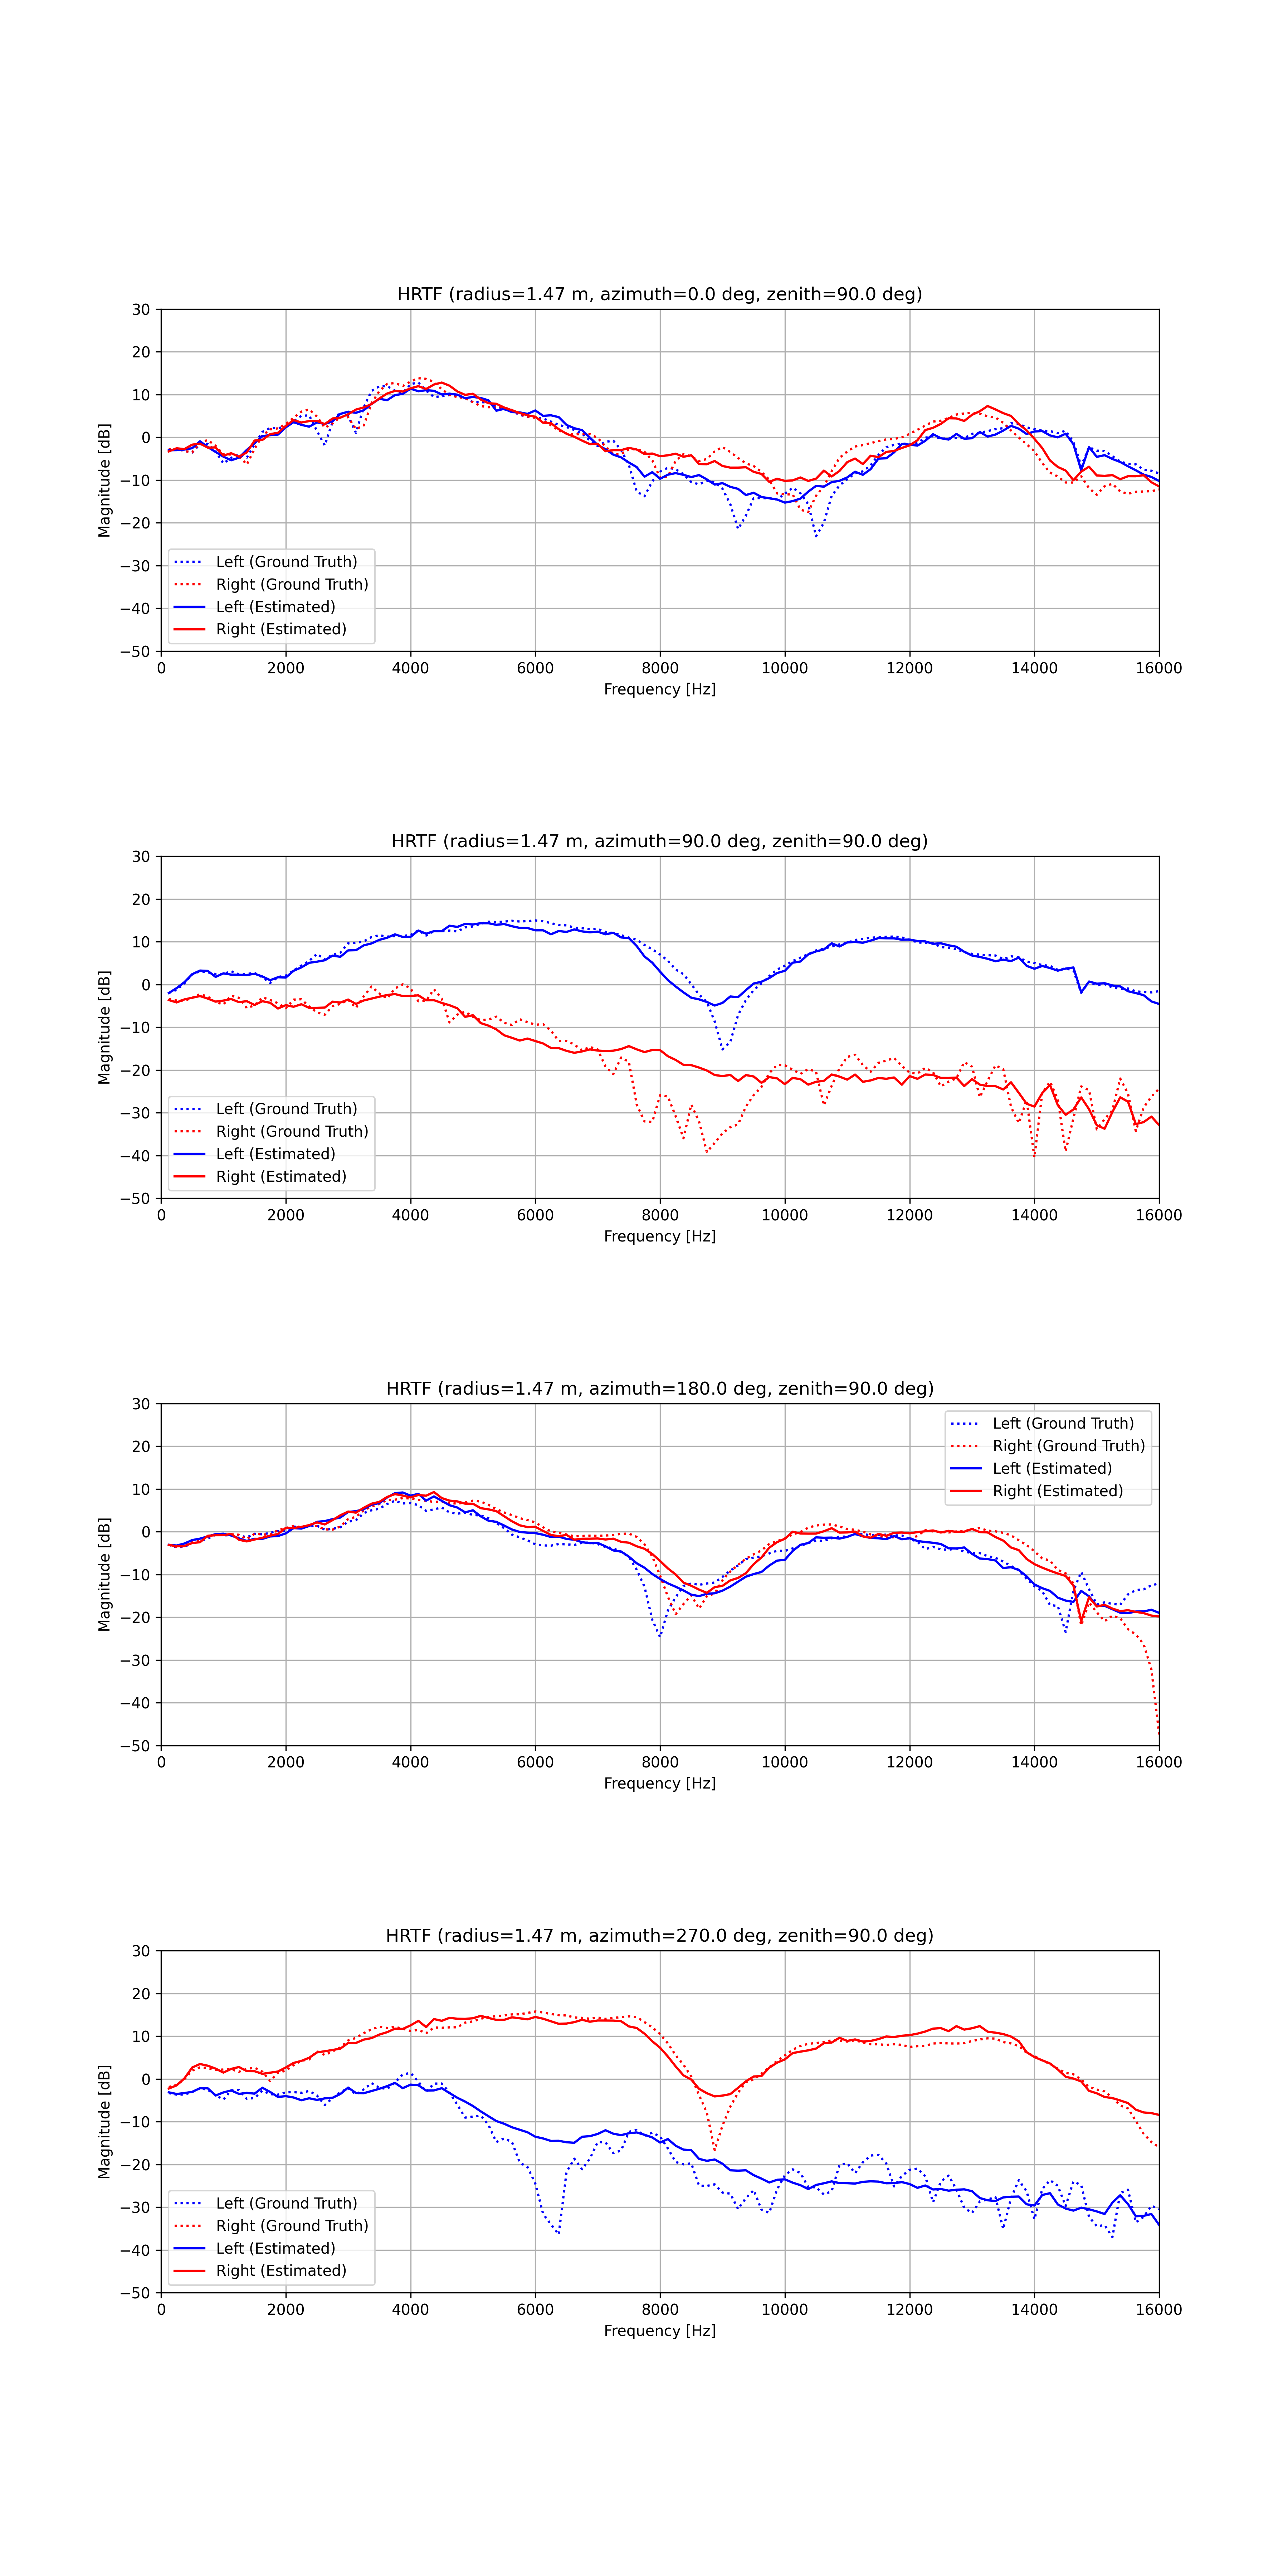 HRTF (radius=1.47 m, azimuth=0.0 deg, zenith=90.0 deg)
30
20
10
0
−10
−20
−30
−40
−50
Magnitude [dB]
Left (Ground Truth)
Right (Ground Truth)
Left (Estimated)
Right (Estimated)
0 2000 4000 6000 8000 10000 12000 14000 16000
Frequency [Hz]
HRTF (radius=1.47 m, azimuth=90.0 deg, zenith=90.0 deg)
30
20
10
0
−10
−20
−30
−40
−50
Magnitude [dB]
Left (Ground Truth)
Right (Ground Truth)
Left (Estimated)
Right (Estimated)
0 2000 4000 6000 8000 10000 12000 14000 16000
Frequency [Hz]
HRTF (radius=1.47 m, azimuth=180.0 deg, zenith=90.0 deg)
30
20
10
0
−10
−20
−30
−40
−50
Magnitude [dB]
Left (Ground Truth)
Right (Ground Truth)
Left (Estimated)
Right (Estimated)
0 2000 4000 6000 8000 10000 12000 14000 16000
Frequency [Hz]
HRTF (radius=1.47 m, azimuth=270.0 deg, zenith=90.0 deg)
30
20
10
0
−10
−20
−30
−40
−50
Magnitude [dB]
Left (Ground Truth)
Right (Ground Truth)
Left (Estimated)
Right (Estimated)
0 2000 4000 6000 8000 10000 12000 14000 16000
Frequency [Hz]